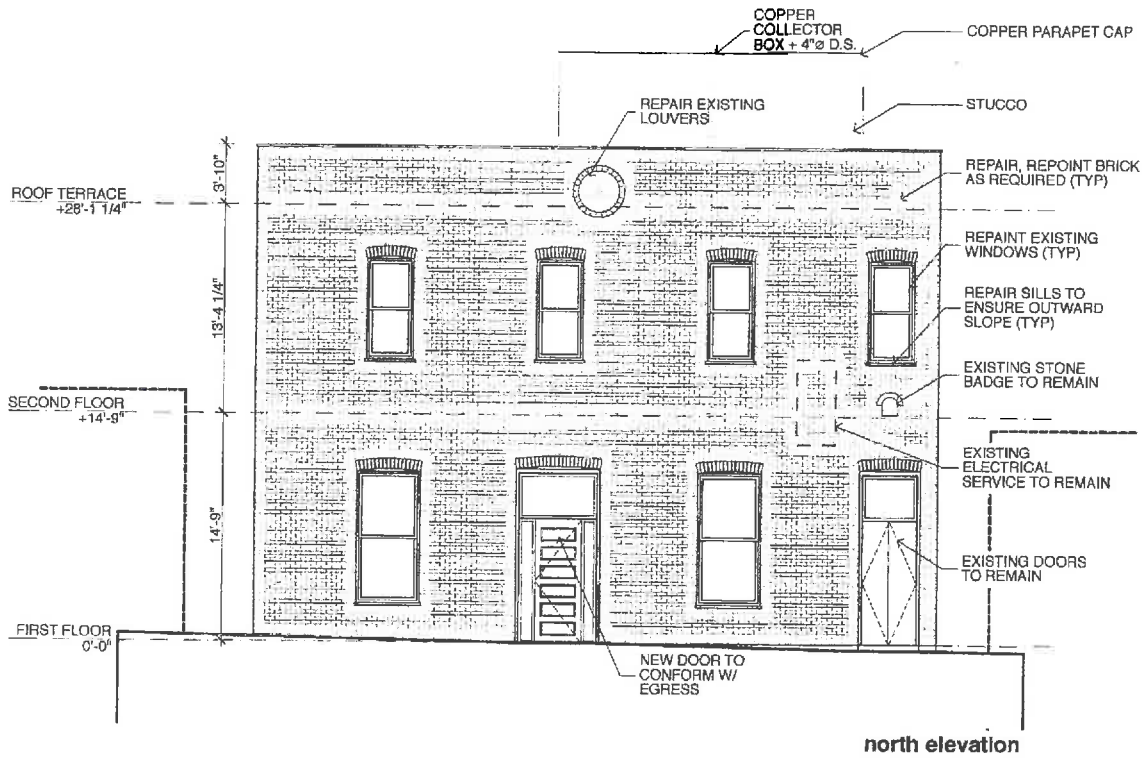 COPPER
COLLECTOR
BOX + 4"ø D.S.
COPPER PARAPET CAP
REPAIR EXISTING
LOUVERS
STUCCO
3'-10"
REPAIR, REPOINT BRICK
AS REQUIRED (TYP)
ROOF TERRACE
+28'-1 1/4"
REPAINT EXISTING
WINDOWS (TYP)
13'-4 1/4"
REPAIR SILLS TO
ENSURE OUTWARD
SLOPE (TYP)
EXISTING STONE
BADGE TO REMAIN
SECOND FLOOR
+14'-9"
EXISTING
ELECTRICAL
SERVICE TO REMAIN
14'-9"
EXISTING DOORS
TO REMAIN
FIRST FLOOR
0'-0"
NEW DOOR TO
CONFORM W/
EGRESS
north elevation